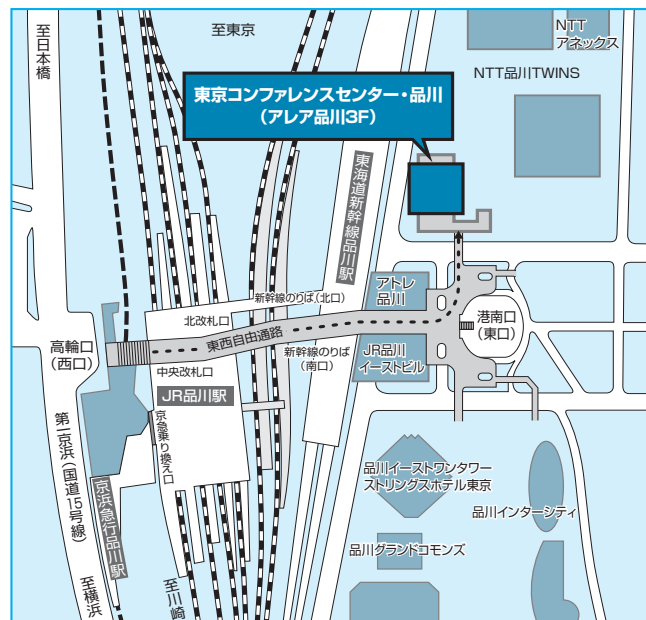 至日本橋
至東京
NTT
アネックス
NTT品川TWINS
東京コンファレンスセンター・品川
(アレア品川3F)
東海道新幹線品川駅
アトレ
品川
新幹線のりば(北口)
北改札口
港南口
(東口)
東西自由通路
高輪口
(西口)
新幹線のりば
(南口)
JR品川
イーストビル
中央改札口
JR品川駅
京急乗り換え口
第一京浜(国道15号線)
京浜急行品川駅
品川イーストワンタワー
ストリングスホテル東京
品川インターシティ
品川グランドコモンズ
至横浜
至川崎